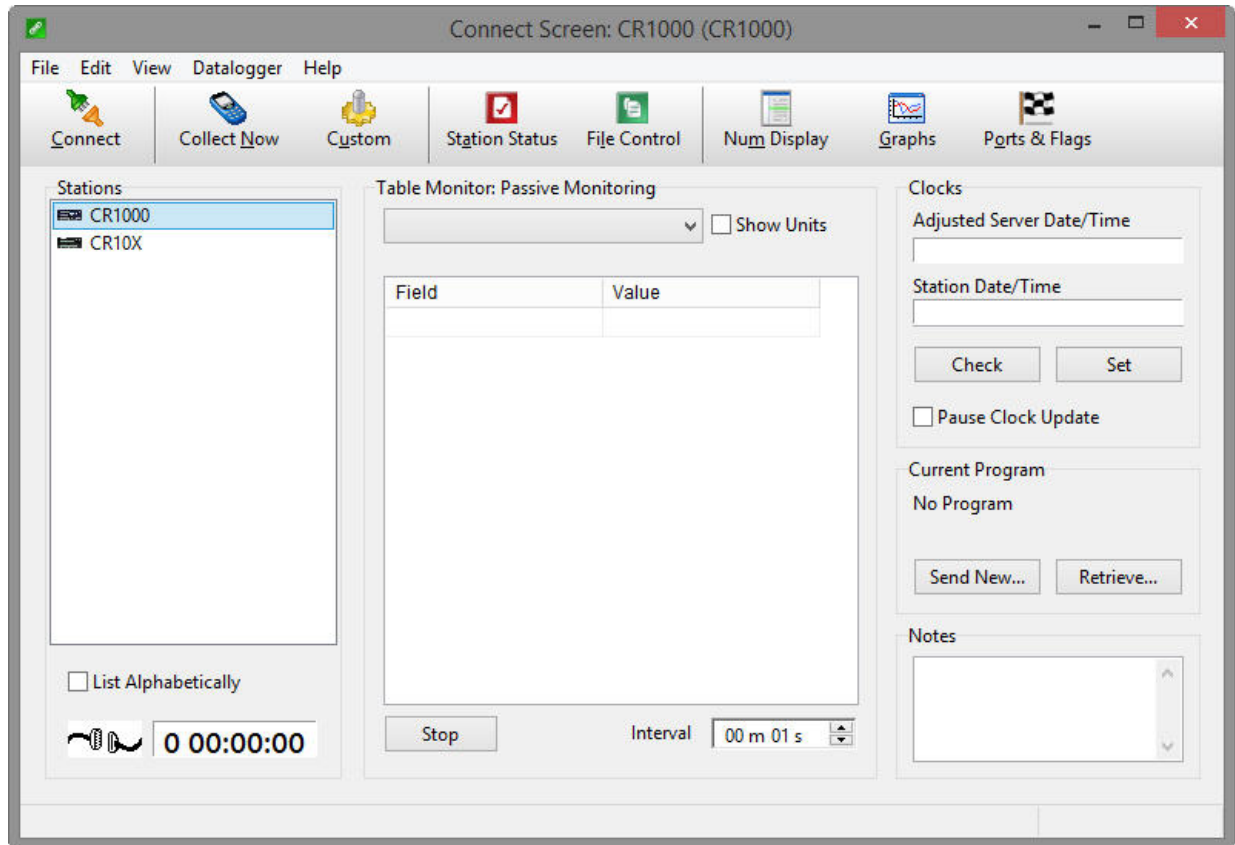 Connect Screen: CR1000 (CR1000)
File Edit View Datalogger Help
Connect Collect Now Custom Station Status File Control Num Display Graphs Ports & Flags
Stations
CR1000
CR10X
List Alphabetically
0 00:00:00
Table Monitor: Passive Monitoring
Show Units
Field Value
Stop Interval 00 m 01 s
Clocks
Adjusted Server Date/Time
Station Date/Time
Check Set
Pause Clock Update
Current Program
No Program
Send New... Retrieve...
Notes